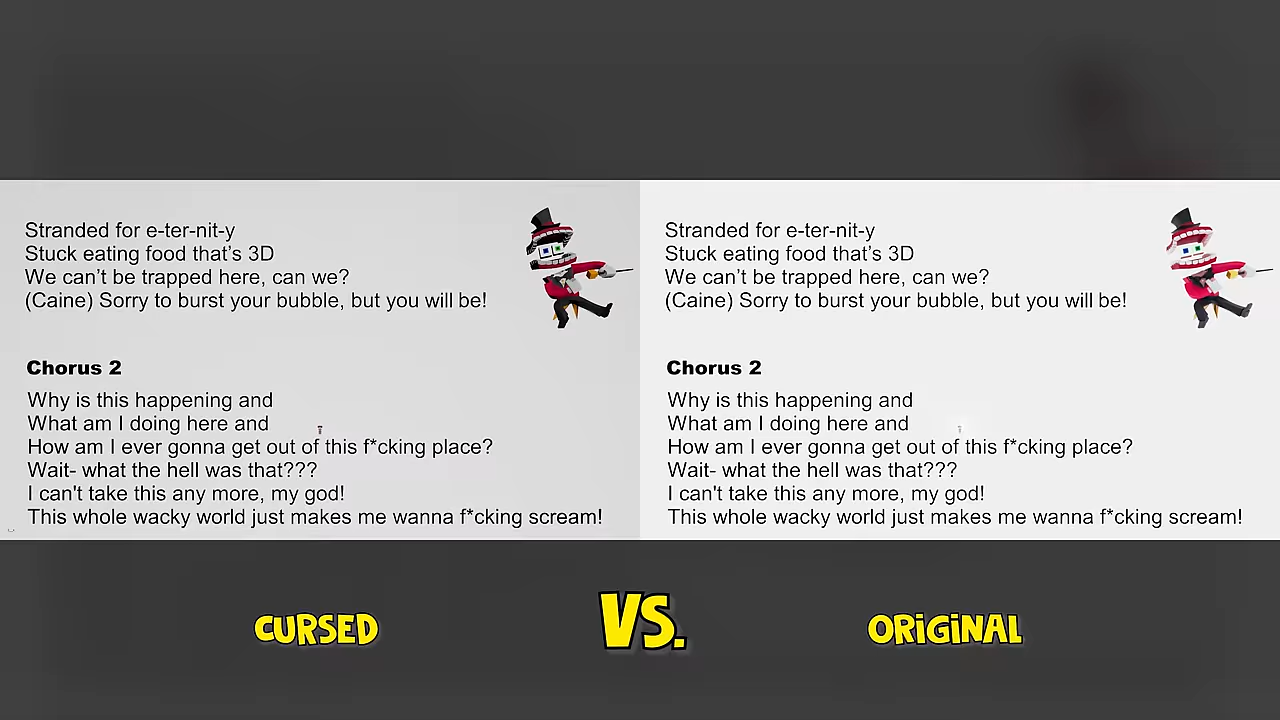 Stranded for e-ter-nit-y
Stuck eating food that's 3D
We can't be trapped here, can we?
(Caine) Sorry to burst your bubble, but you will be!
Chorus 2
Why is this happening and
What am I doing here and
How am I ever gonna get out of this f*cking place?
Wait- what the hell was that???
I can't take this any more, my god!
This whole wacky world just makes me wanna f*cking scream!
Stranded for e-ter-nit-y
Stuck eating food that's 3D
We can't be trapped here, can we?
(Caine) Sorry to burst your bubble, but you will be!
Chorus 2
Why is this happening and
What am I doing here and
How am I ever gonna get out of this f*cking place?
Wait- what the hell was that???
I can't take this any more, my god!
This whole wacky world just makes me wanna f*cking scream!
CURSED
VS.
ORIGINAL